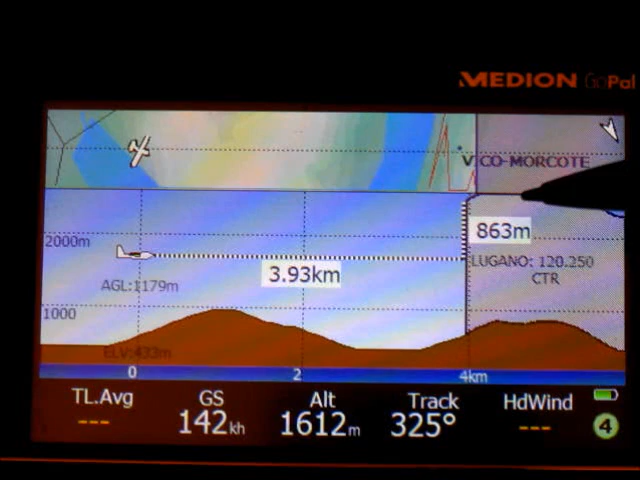 MEDION GoPal
VICO-MORCOTE
863m
2000m
LUGANO: 120.250
CTR
3.93km
AGL:1179m
1000
ELV:433m
0 2 4km
TL.Avg GS Alt Track HdWind
--- 142kh 1612m 325° ---
4